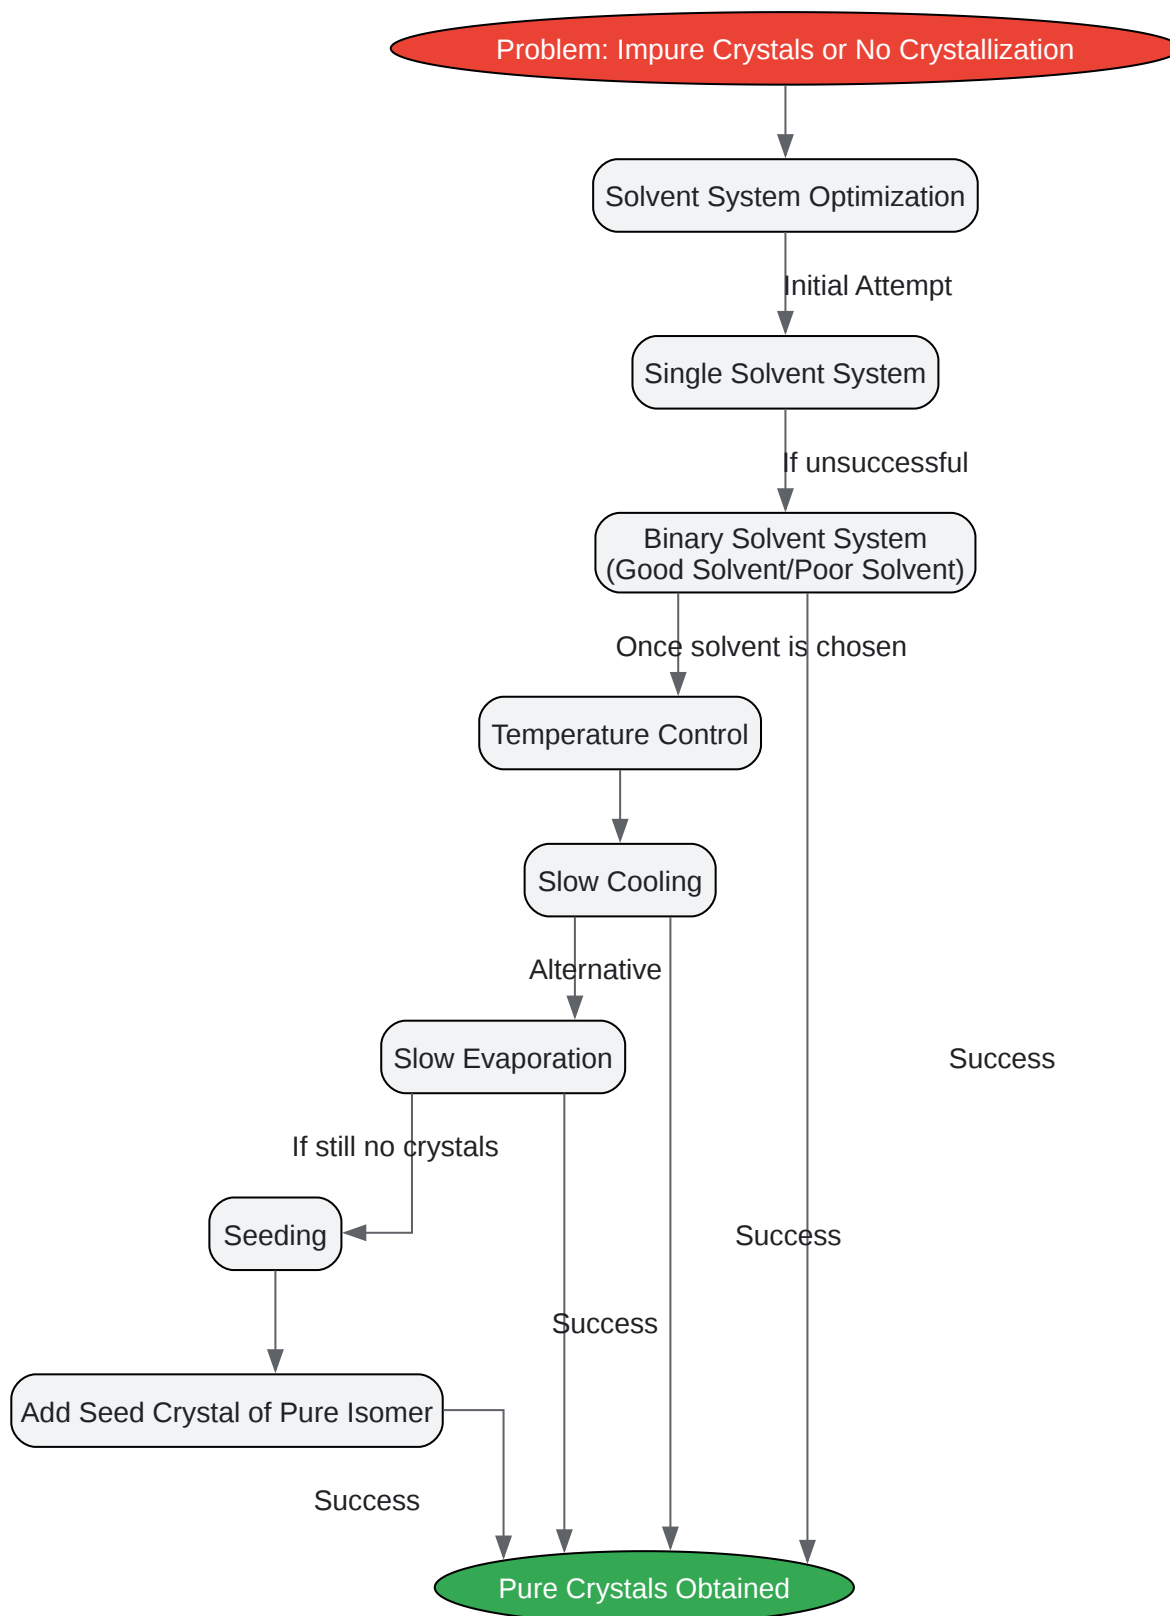 Problem: Impure Crystals or No Crystallization
Solvent System Optimization
Initial Attempt
Single Solvent System
If unsuccessful
Binary Solvent System
(Good Solvent/Poor Solvent)
Once solvent is chosen
Temperature Control
Slow Cooling
Alternative
Slow Evaporation
Success
If still no crystals
Seeding
Success
Success
Add Seed Crystal of Pure Isomer
Success
Pure Crystals Obtained